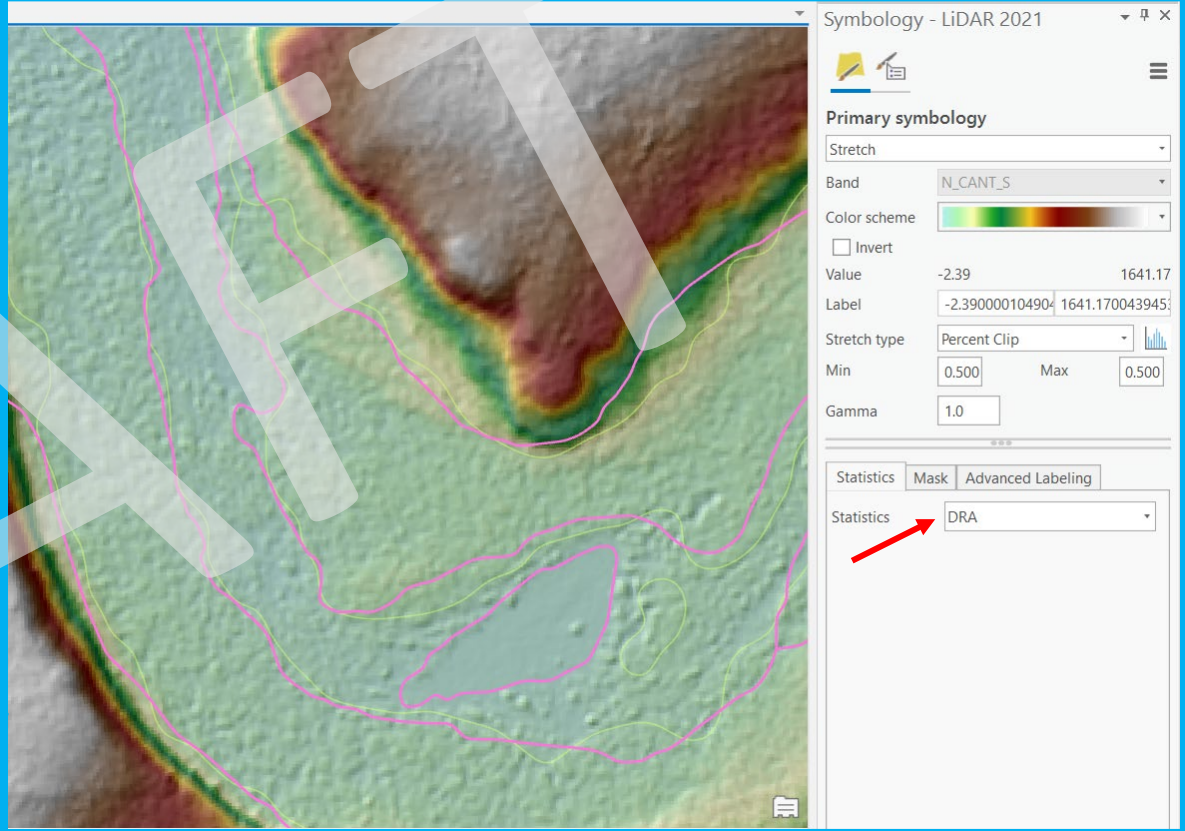 Symbology - LiDAR 2021
Primary symbology
Stretch
Band N_CANT_S
Color scheme
Invert
Value -2.39 1641.17
Label -2.39000010490 1641.1700439453
Stretch type Percent Clip
Min 0.500 Max 0.500
Gamma 1.0
Statistics Mask Advanced Labeling
Statistics DRA
AFT